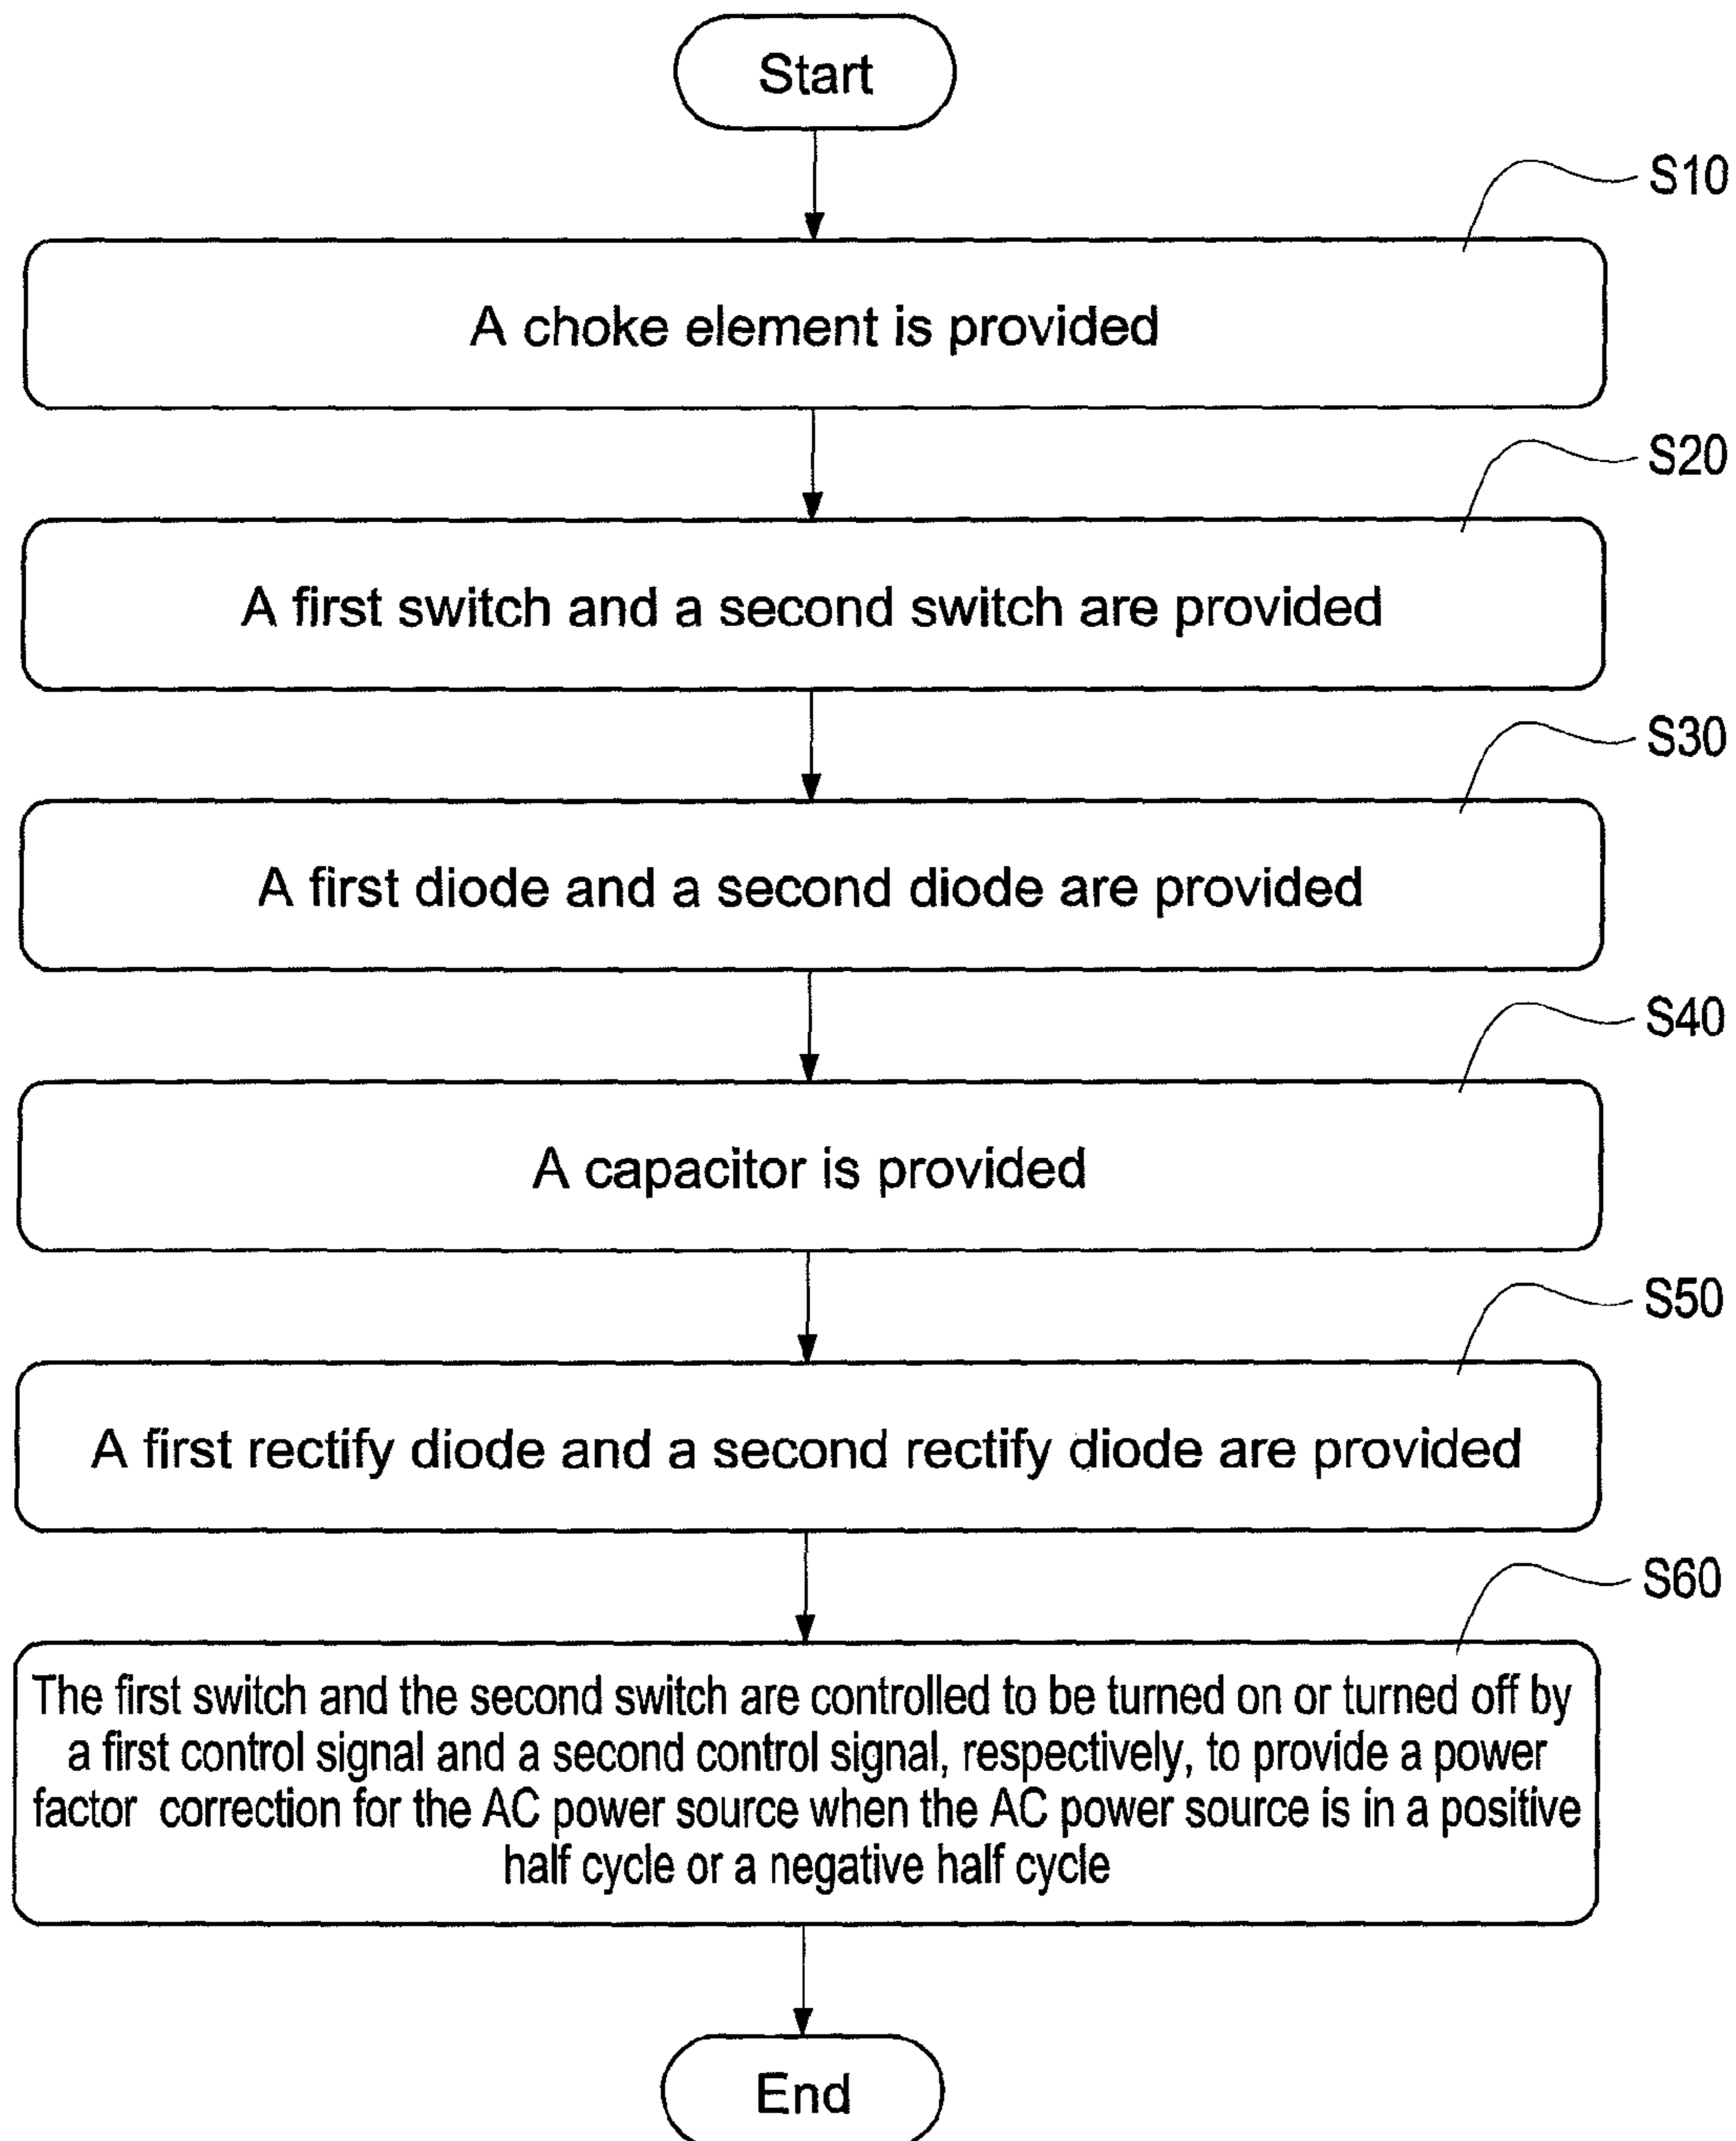 Start
S10
A choke element is provided
S20
A first switch and a second switch are provided
S30
A first diode and a second diode are provided
S40
A capacitor is provided
S50
A first rectify diode and a second rectify diode are provided
S60
The first switch and the second switch are controlled to be turned on or turned off by
a first control signal and a second control signal, respectively, to provide a power
factor correction for the AC power source when the AC power source is in a positive
half cycle or a negative half cycle
End